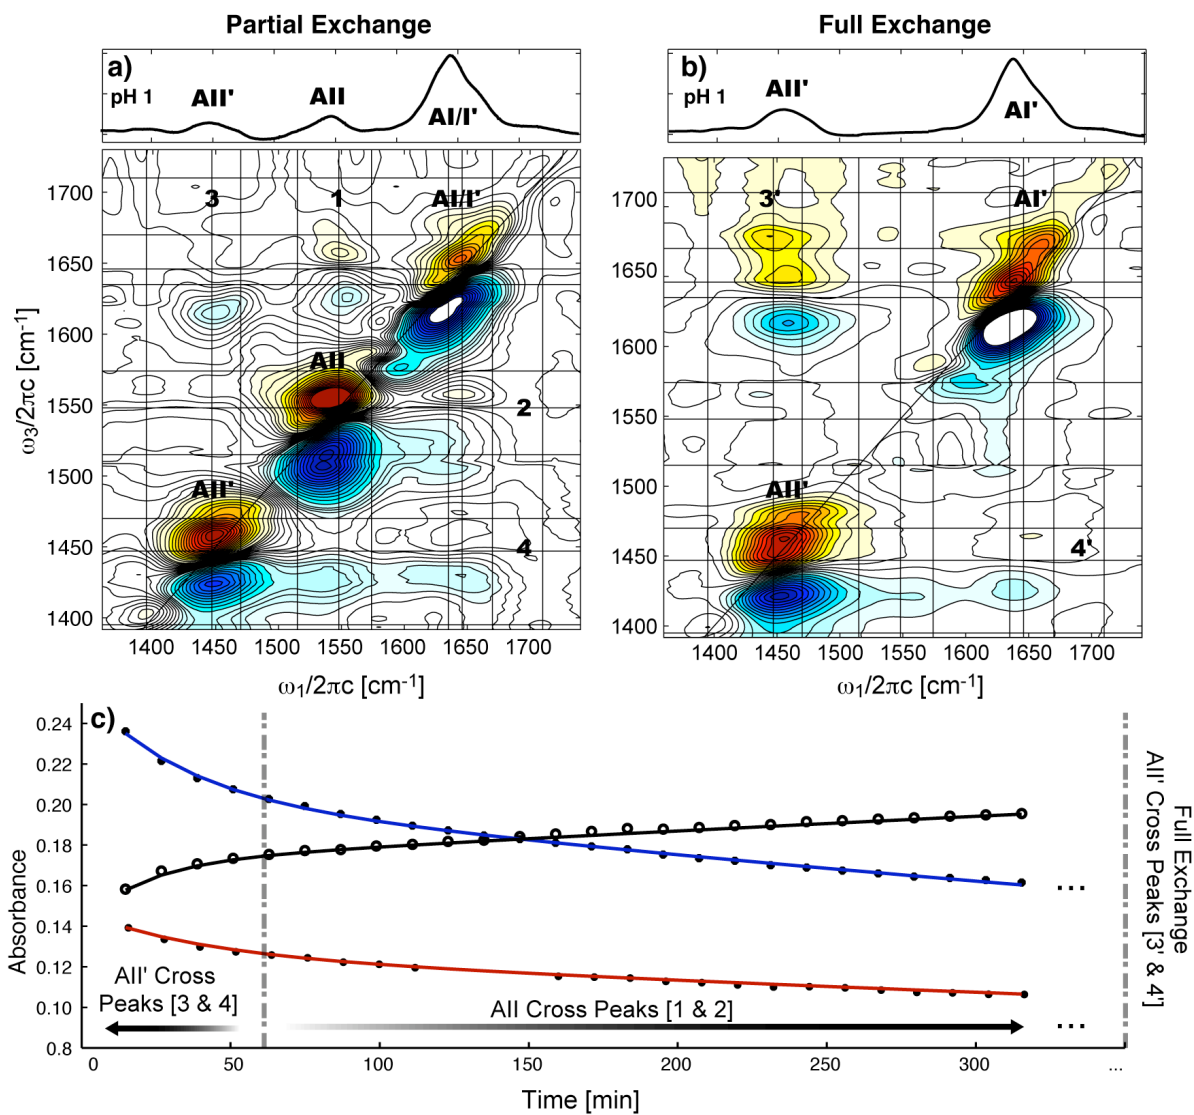 Partial Exchange
Full Exchange
a)
pH 1
AII'
AII
AI/I'
b)
pH 1
AII'
AI'
3
1
AI/I'
AII
2
AII'
4
1700
1650
1600
1550
1500
1450
1400
ω3/2πc [cm-1]
1400 1450 1500 1550 1600 1650 1700
ω1/2πc [cm-1]
3'
AI'
AII'
4'
1700
1650
1600
1550
1500
1450
1400
1400 1450 1500 1550 1600 1650 1700
ω1/2πc [cm-1]
c)
0.24
0.22
0.20
0.18
0.16
0.14
0.12
0.10
0.8
Absorbance
AII' Cross
Peaks [3 & 4]
AII Cross Peaks [1 & 2]
...
...
Full Exchange
AII' Cross Peaks [3' & 4']
0 50 100 150 200 250 300 ...
Time [min]